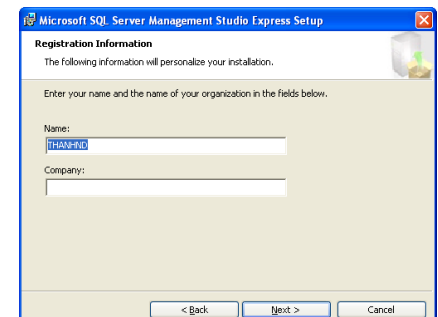 Microsoft SQL Server Management Studio Express Setup
Registration Information
The following information will personalize your installation.
Enter your name and the name of your organization in the fields below.
Name:
THANHND
Company:
< Back Next > Cancel